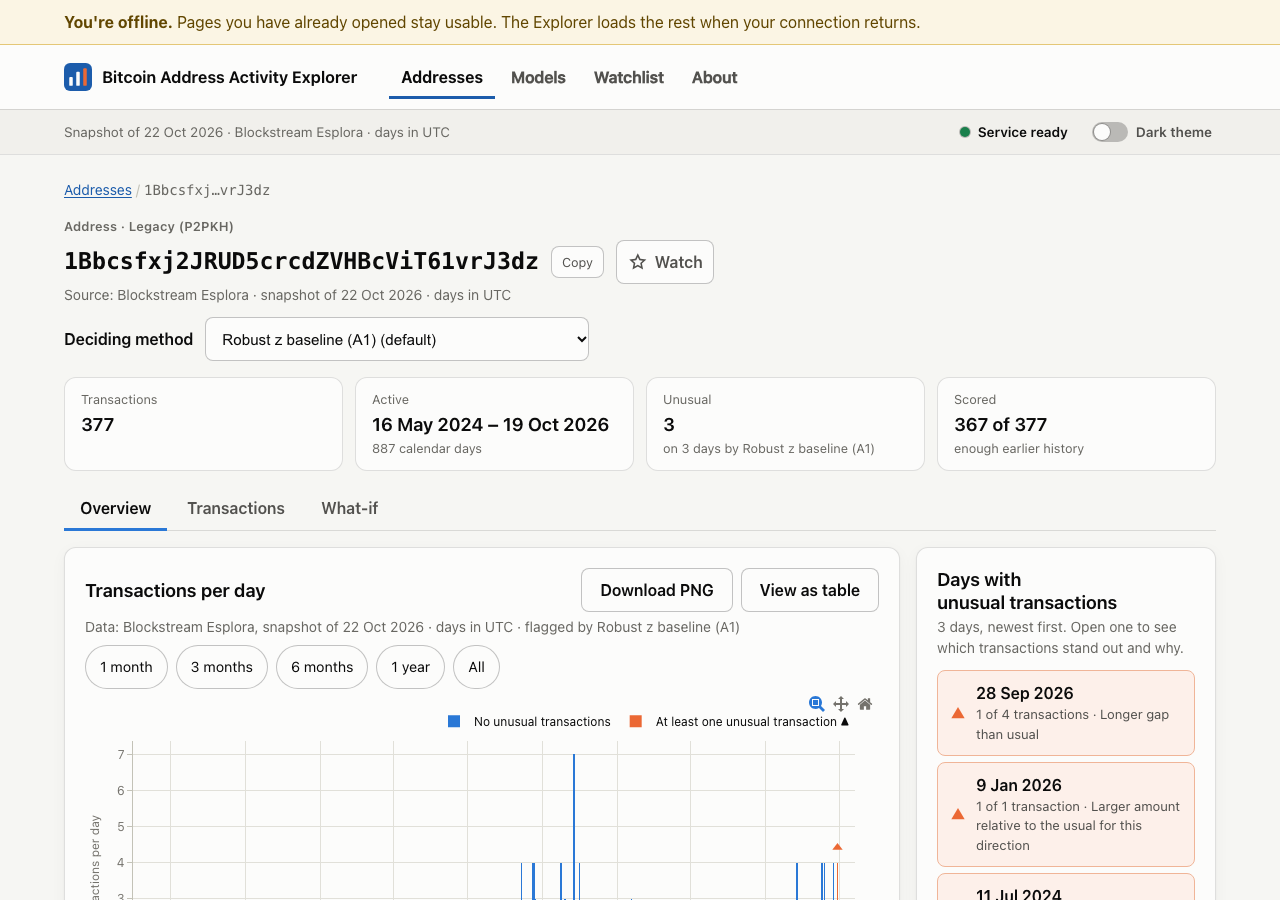 You're offline. Pages you have already opened stay usable. The Explorer loads the rest when your connection returns.
Bitcoin Address Activity Explorer
Addresses
Models
Watchlist
About
Snapshot of 22 Oct 2026 · Blockstream Esplora · days in UTC
Service ready
Dark theme
Addresses / 1Bbcsfxj…vrJ3dz
Address · Legacy (P2PKH)
1Bbcsfxj2JRUD5crcdZVHBcViT61vrJ3dz
Copy
Watch
Source: Blockstream Esplora · snapshot of 22 Oct 2026 · days in UTC
Deciding method
Robust z baseline (A1) (default)
Transactions
377
Active
16 May 2024 – 19 Oct 2026
887 calendar days
Unusual
3
on 3 days by Robust z baseline (A1)
Scored
367 of 377
enough earlier history
Overview
Transactions
What-if
Transactions per day
Download PNG
View as table
Data: Blockstream Esplora, snapshot of 22 Oct 2026 · days in UTC · flagged by Robust z baseline (A1)
1 month
3 months
6 months
1 year
All
No unusual transactions
At least one unusual transaction ▲
7
6
5
4
3
actions per day
Days with
unusual transactions
3 days, newest first. Open one to see
which transactions stand out and why.
28 Sep 2026
1 of 4 transactions · Longer gap
than usual
9 Jan 2026
1 of 1 transaction · Larger amount
relative to the usual for this
direction
11 Jul 2024